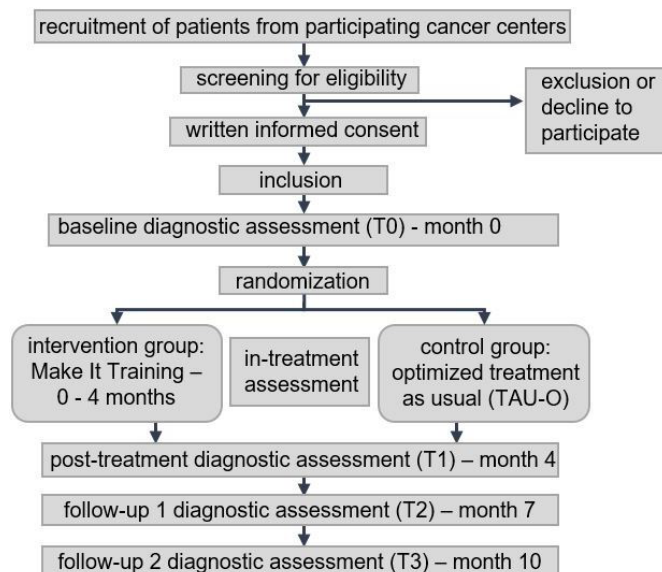 recruitment of patients from participating cancer centers
screening for eligibility
exclusion or
decline to
participate
written informed consent
inclusion
baseline diagnostic assessment (T0) - month 0
randomization
intervention group:
Make It Training –
0 - 4 months
in-treatment
assessment
control group:
optimized treatment
as usual (TAU-O)
post-treatment diagnostic assessment (T1) – month 4
follow-up 1 diagnostic assessment (T2) – month 7
follow-up 2 diagnostic assessment (T3) – month 10